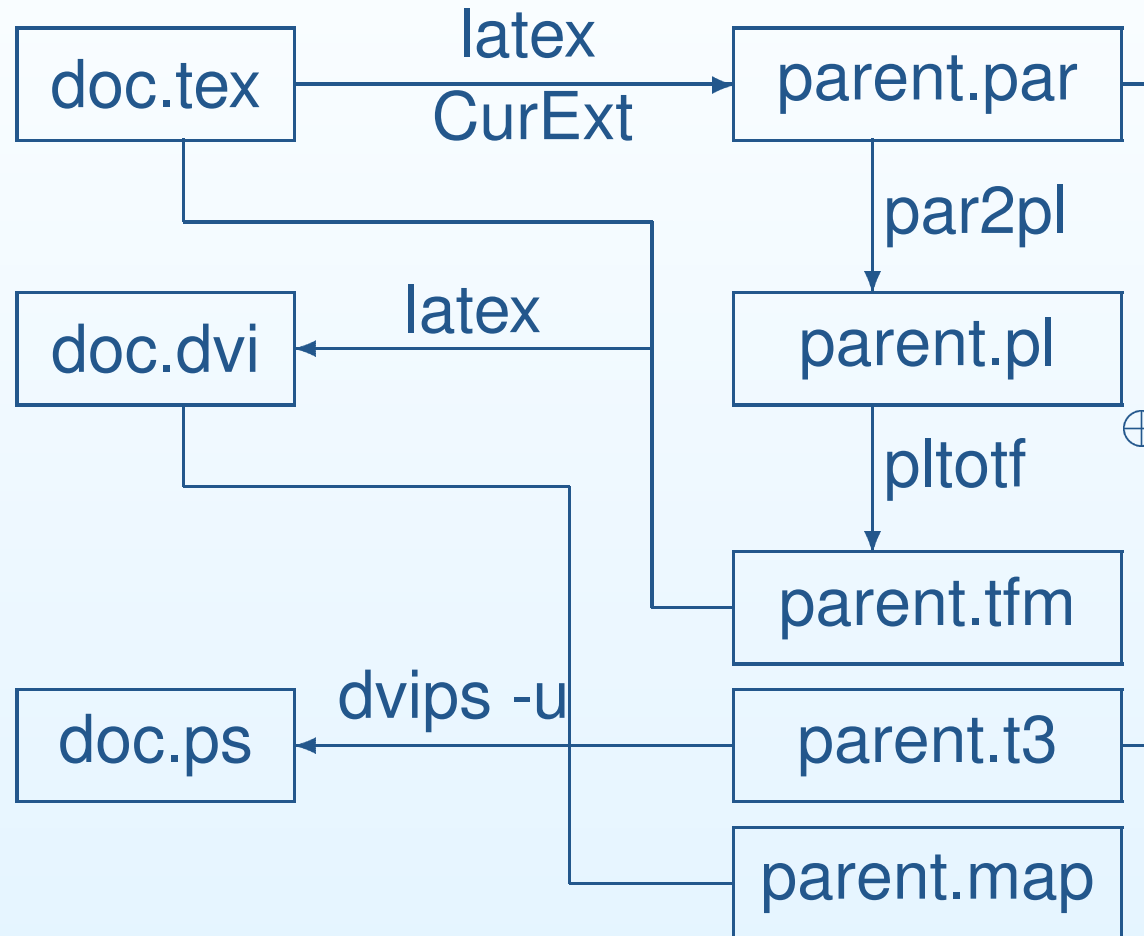 latex
doc.tex
parent.par
CurExt
par2pl
latex
doc.dvi
parent.pl
pltotf
parent.tfm
dvips -u
doc.ps
parent.t3
parent.map